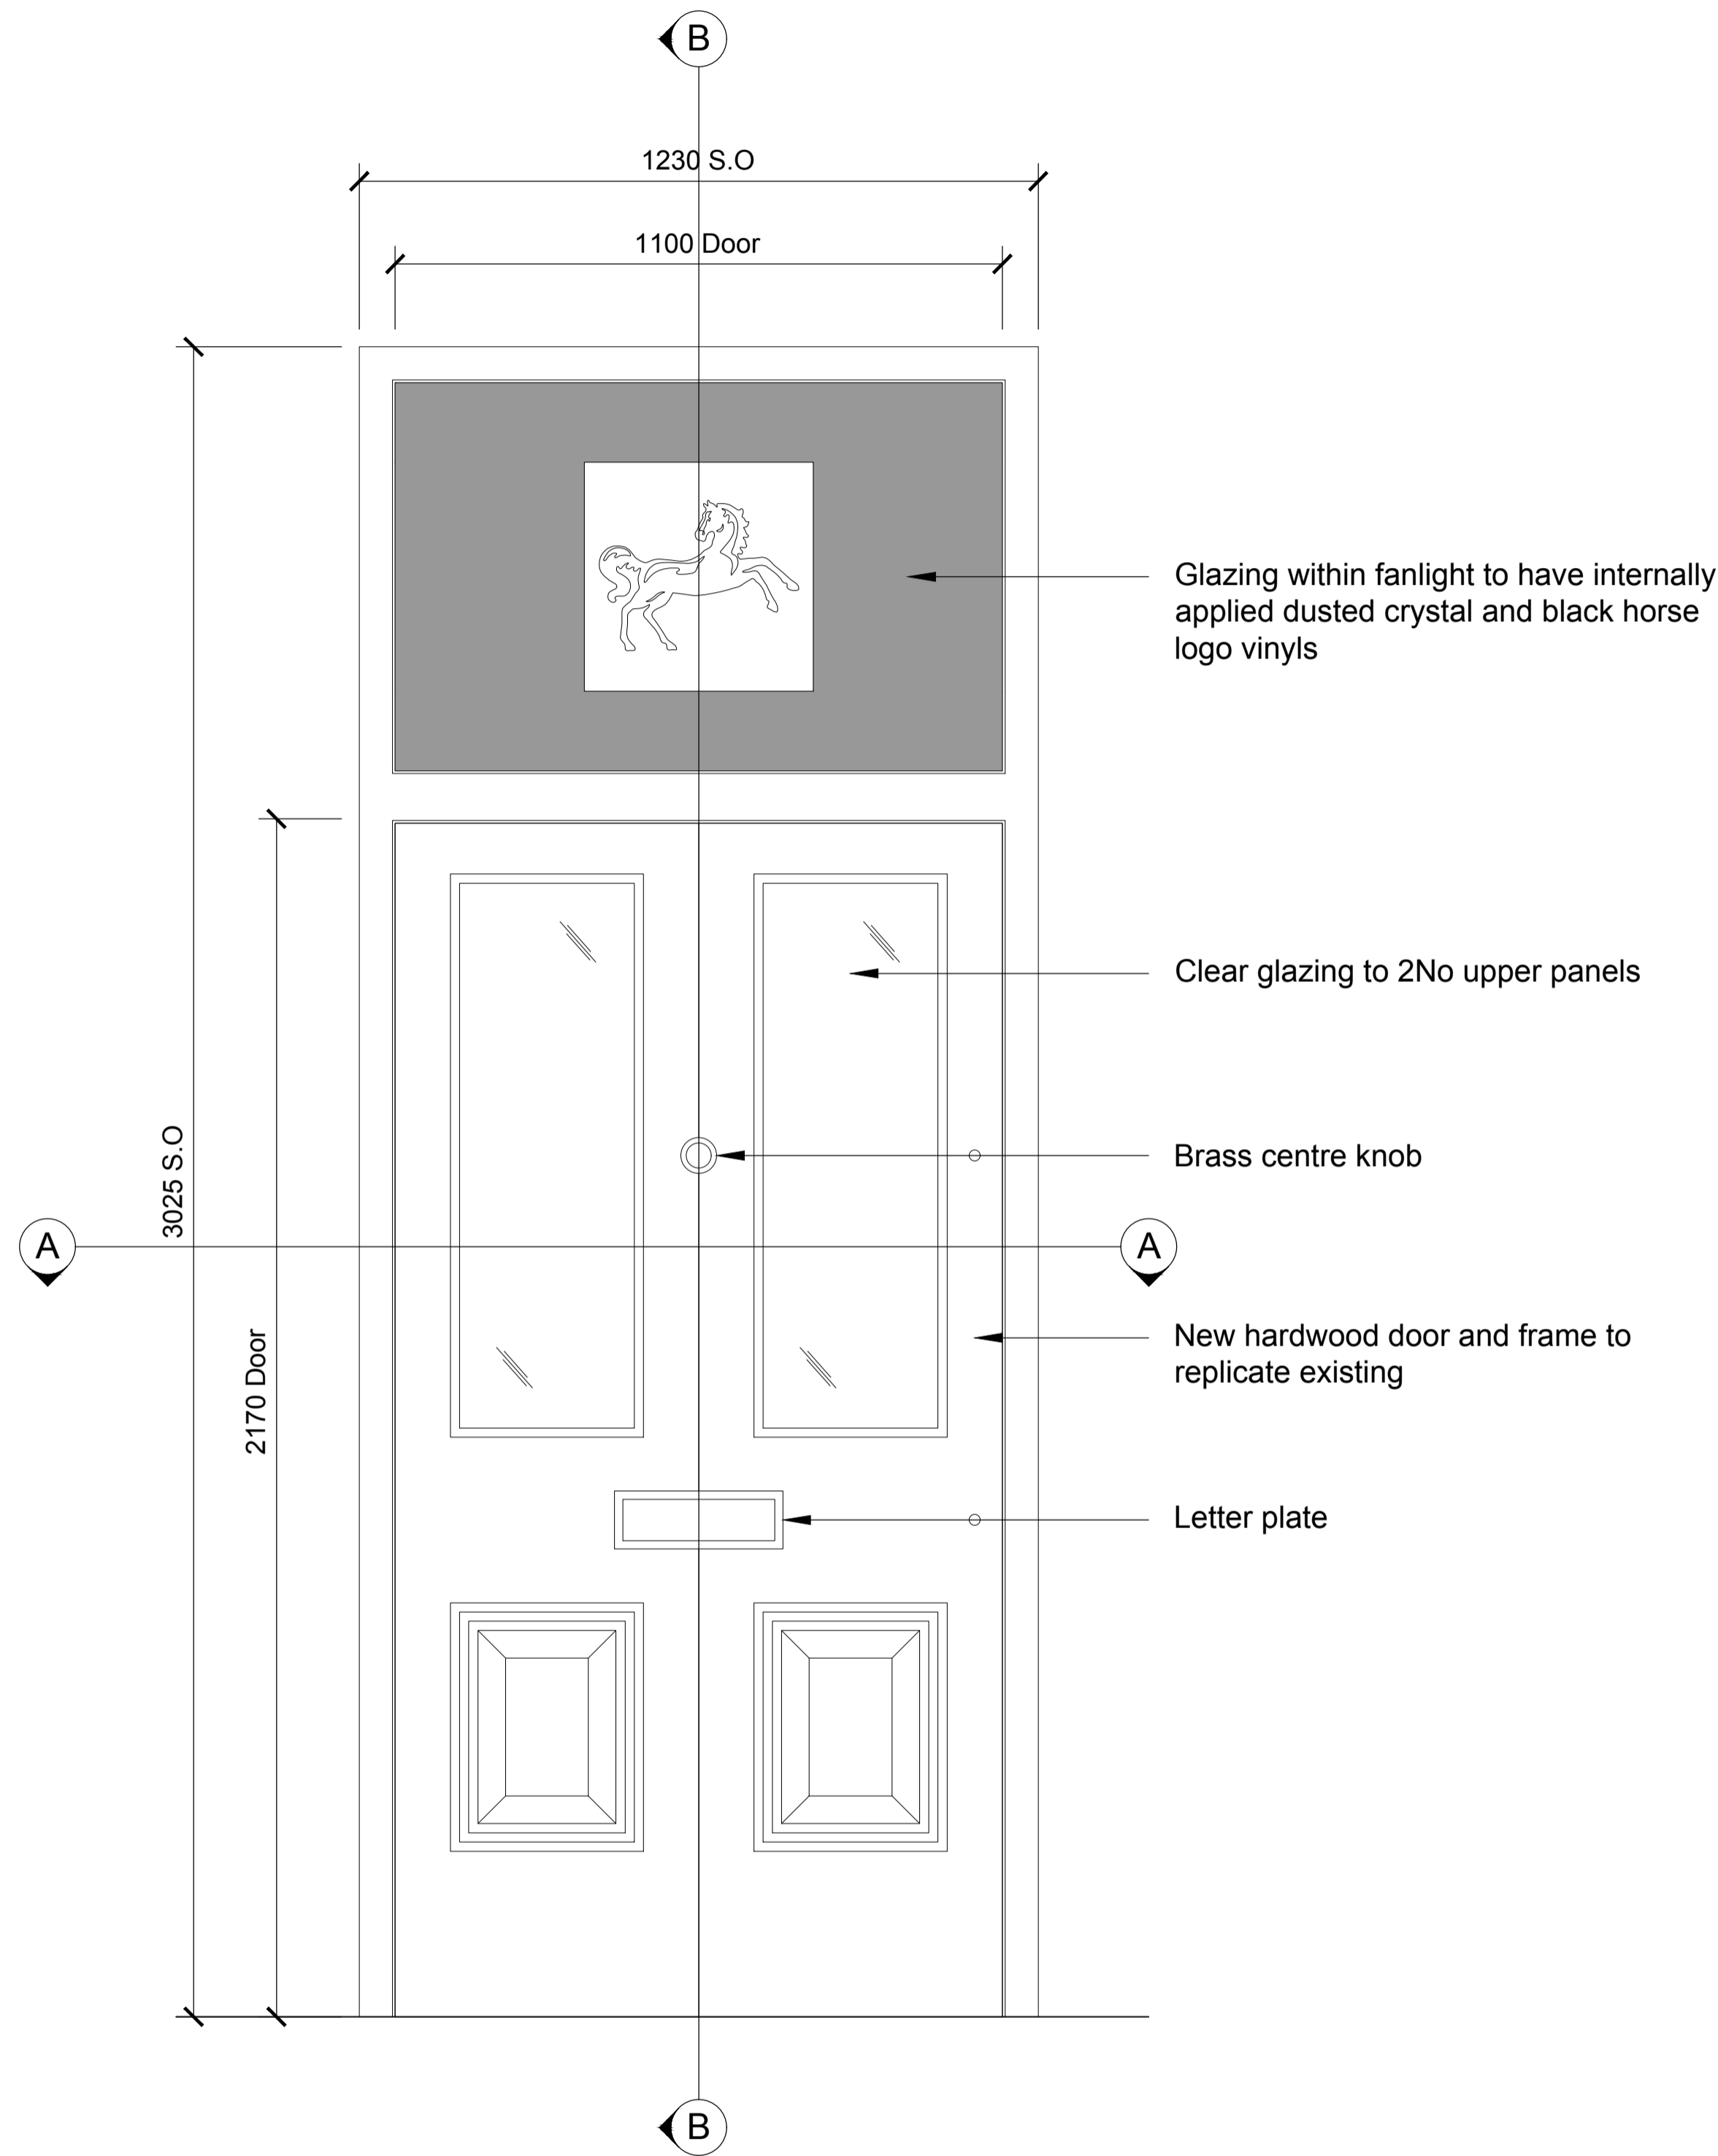 B
1230 S.O
1100 Door
Glazing within fanlight to have internally
applied dusted crystal and black horse
logo vinyls
Clear glazing to 2No upper panels
3025 S.O
Brass centre knob
A
A
2170 Door
New hardwood door and frame to
replicate existing
Letter plate
B